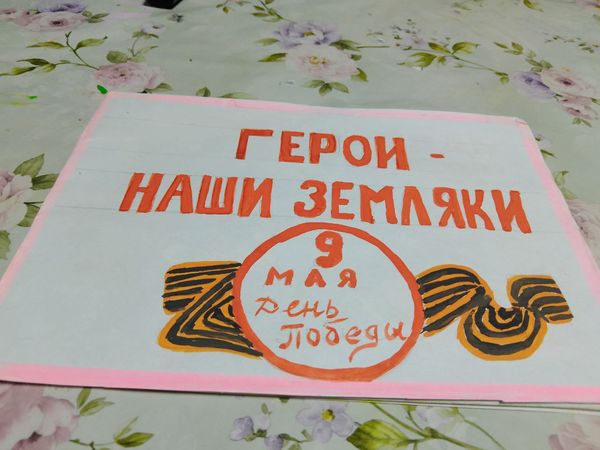 ГЕРОИ -
НАШИ ЗЕМЛЯКИ
9
МАЯ
День
Победы